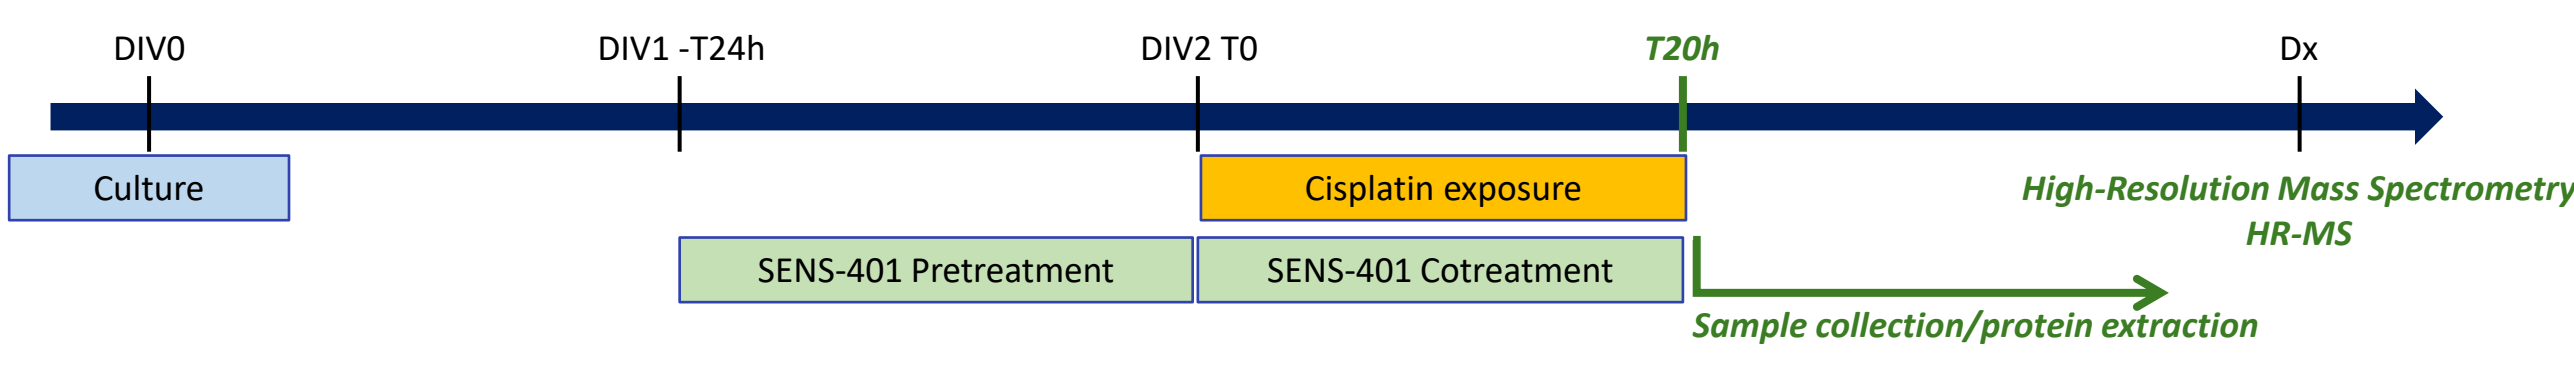 DIV0
DIV1 -T24h
DIV2 T0
T20h
Dx
Culture
Cisplatin exposure
High-Resolution Mass Spectrometry
HR-MS
SENS-401 Pretreatment
SENS-401 Cotreatment
Sample collection/protein extraction